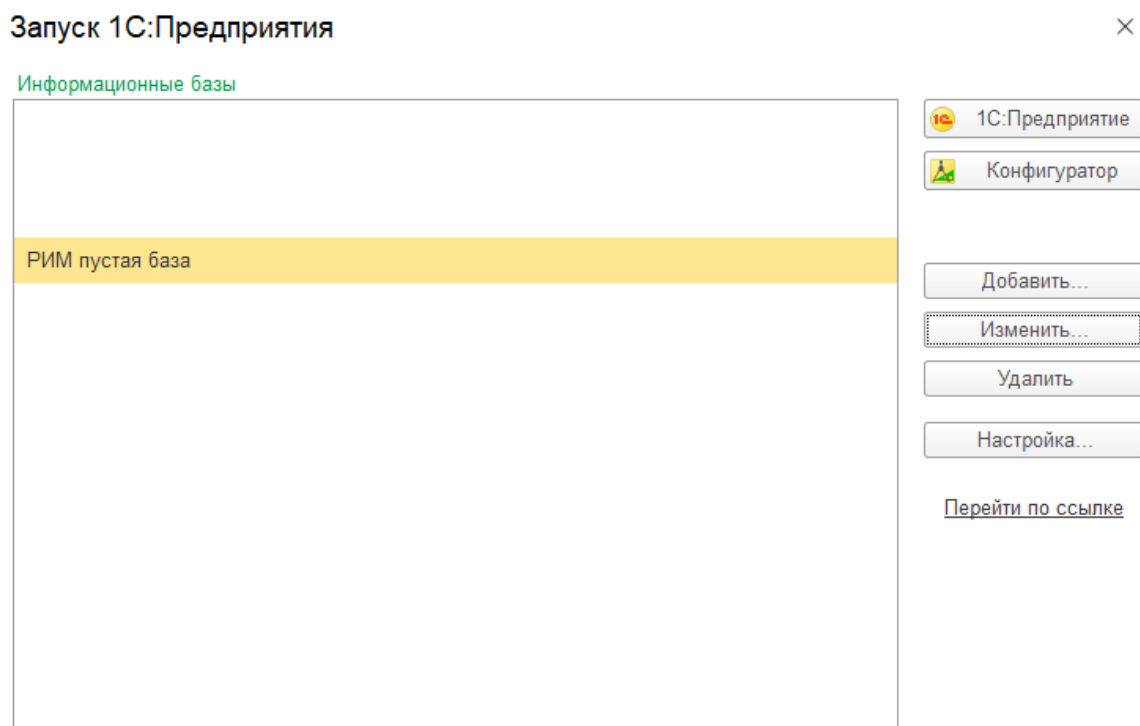 Запуск 1С:Предприятия
Информационные базы
1С:Предприятие
Конфигуратор
РИМ пустая база
Добавить...
Изменить...
Удалить
Настройка...
Перейти по ссылке